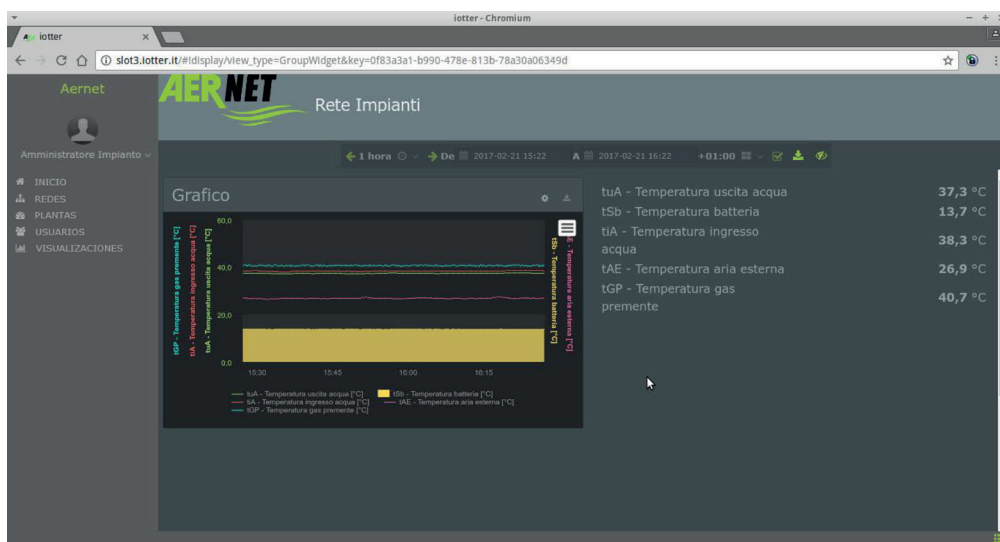 iotter - Chromium
iotter
slot3.iotter.it/#!display/view_type=GroupWidget&key=0f83a3a1-b990-478e-813b-78a30a06349d
Aernet
Amministratore Impianto
INICIO
REDES
PLANTAS
USUARIOS
VISUALIZACIONES
AERNET
Rete Impianti
1 hora De 2017-02-21 15:22 A 2017-02-21 16:22 +01:00
Grafico
tGP - Temperatura gas premente [°C]
tiA - Temperatura ingresso acqua [°C]
tuA - Temperatura uscita acqua [°C]
60,0
40,0
20,0
0,0
15:30 15:45 16:00 16:15
tSb - Temperatura batteria [°C]
tAE - Temperatura aria esterna [°C]
tuA - Temperatura uscita acqua [°C] tSb - Temperatura batteria [°C]
tiA - Temperatura ingresso acqua [°C] tAE - Temperatura aria esterna [°C]
tGP - Temperatura gas premente [°C]
tuA - Temperatura uscita acqua 37,3 °C
tSb - Temperatura batteria 13,7 °C
tiA - Temperatura ingresso
acqua 38,3 °C
tAE - Temperatura aria esterna 26,9 °C
tGP - Temperatura gas
premente 40,7 °C